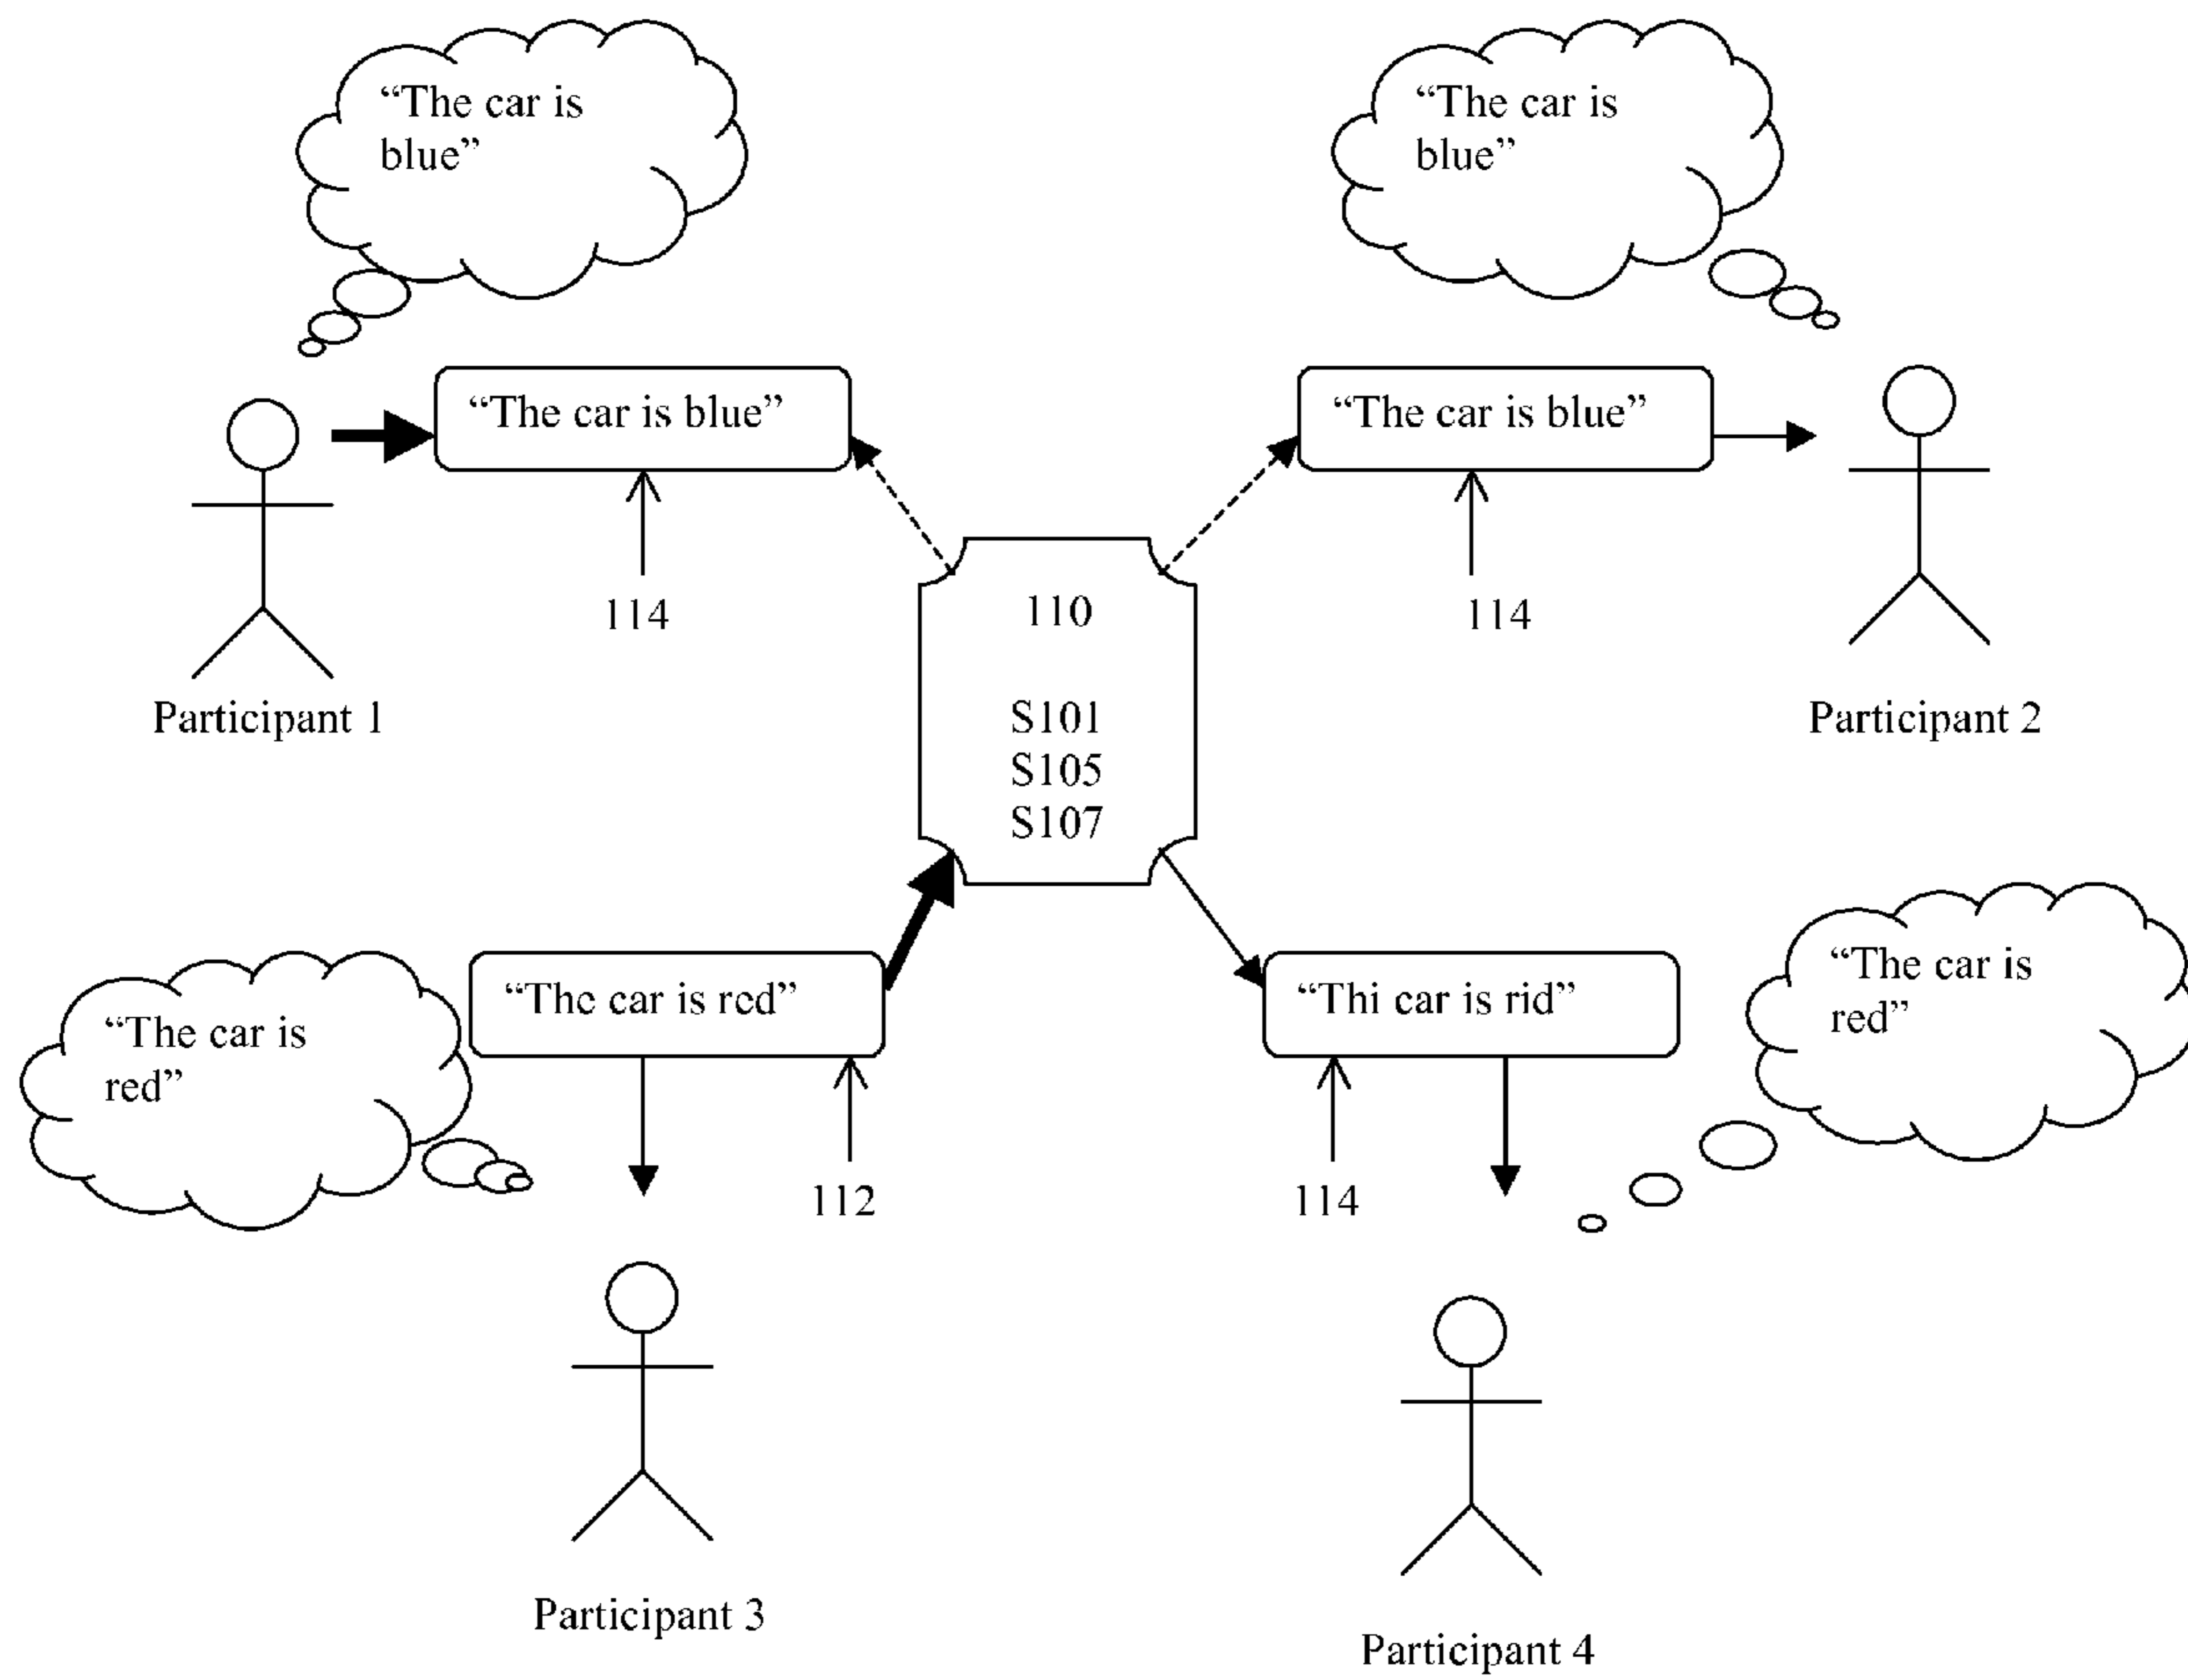 “The car is
blue”
“The car is
blue”
“The car is blue”
“The car is blue”
114
110
114
S101
S105
S107
Participant 1
Participant 2
“The car is
red”
“The car is red”
“Thi car is rid”
“The car is
red”
112
114
Participant 3
Participant 4